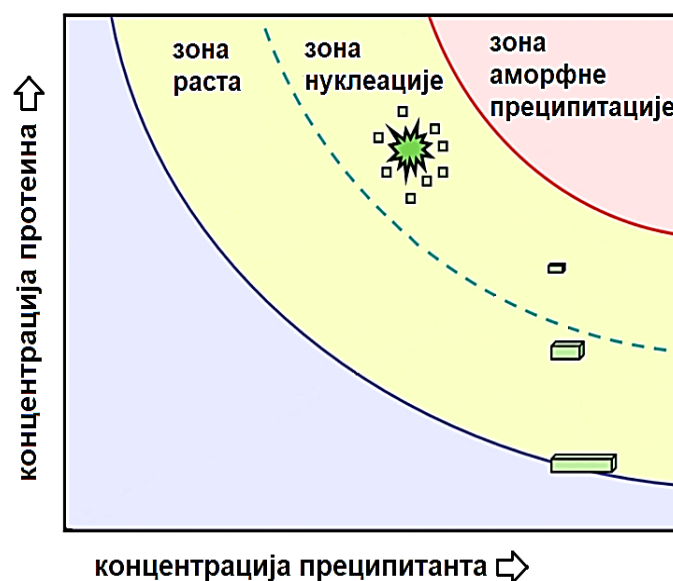 зона
раста
зона
нуклеације
зона
аморфне
преципитације
концентрација протеина
концентрација преципитанта